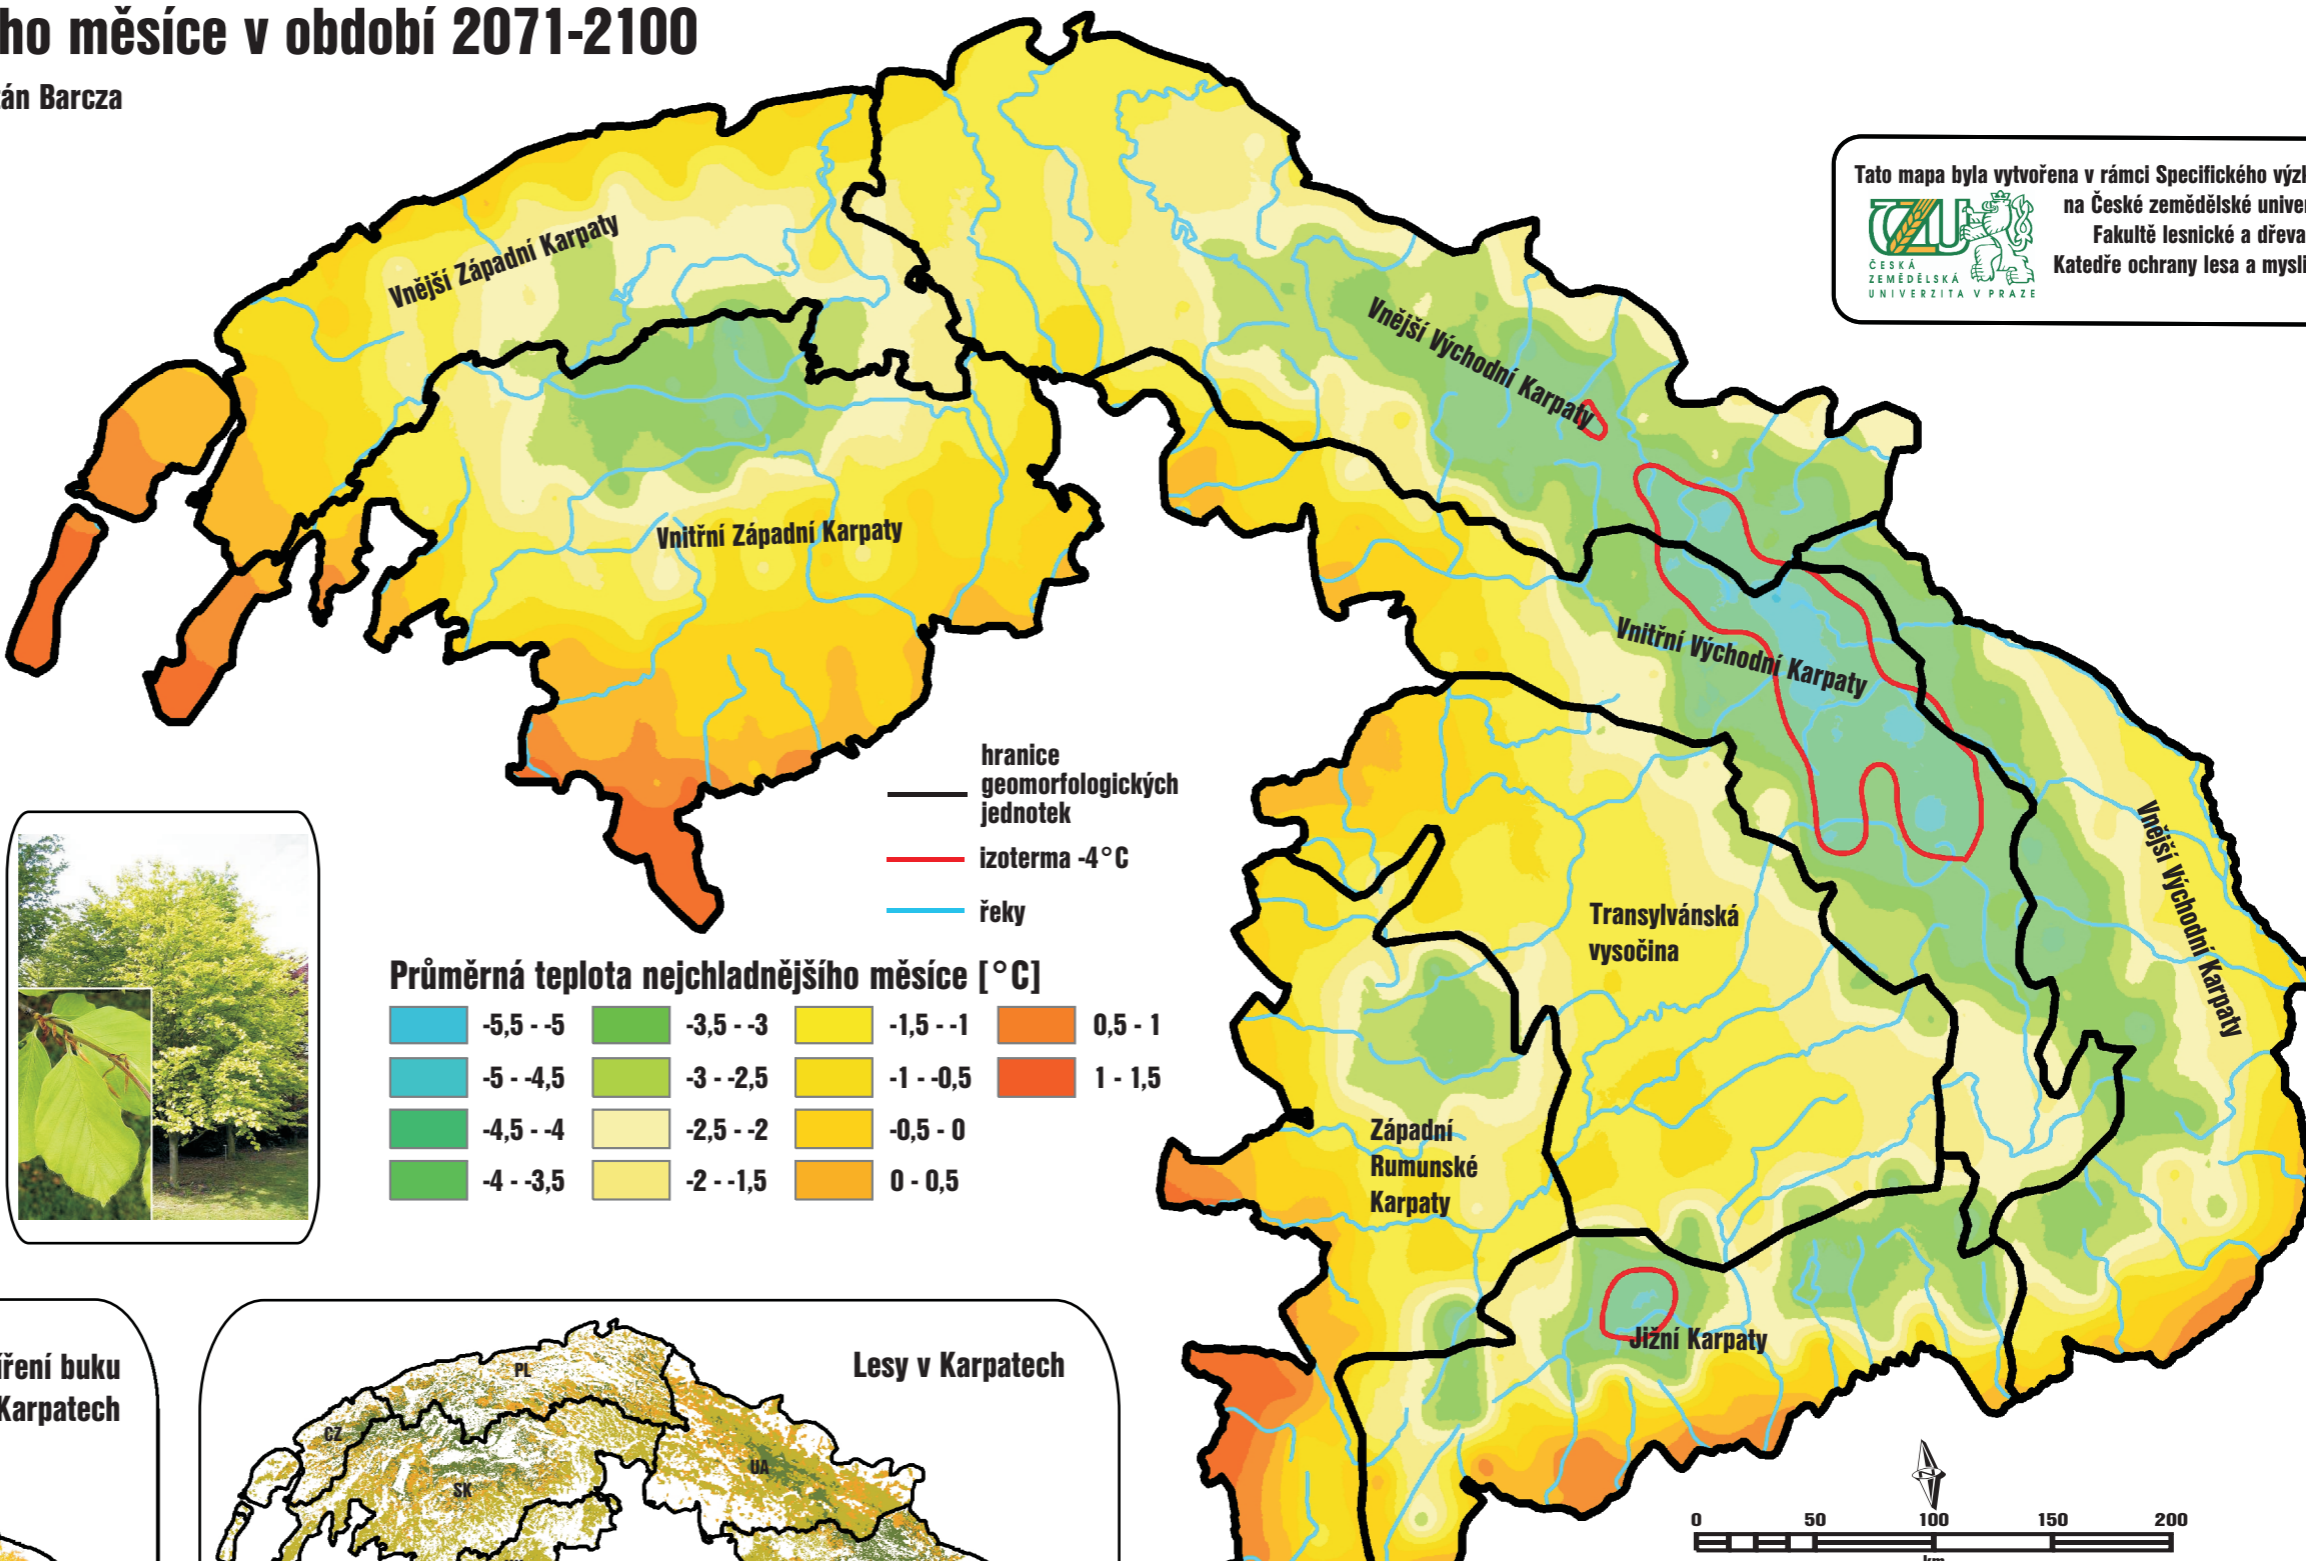 ho měsíce v období 2071-2100
án Barcza
Tato mapa byla vytvořena v rámci Specifického
na České zemědělské
Fakultě lesnické a
Katedře ochrany lesa a
ČESKÁ
ZEMĚDĚLSKÁ
UNIVERZITA V PRAZE
Vnější Západní Karpaty
Vnější Východní Karpaty
Vnitřní Západní Karpaty
Vnitřní Východní Karpaty
Vnější Východní Karpaty
Transylvánská
vysočina
Západní
Rumunské
Karpaty
Jižní Karpaty
hranice
geomorfologických
jednotek
izoterma -4°C
řeky
Průměrná teplota nejchladnějšího měsíce [°C]
-5,5 - -5
-3,5 - -3
-1,5 - -1
0,5 - 1
-5 - -4,5
-3 - -2,5
-1 - -0,5
1 - 1,5
-4,5 - -4
-2,5 - -2
-0,5 - 0
-4 - -3,5
-2 - -1,5
0 - 0,5
ření buku
Karpatech
Lesy v Karpatech
PL
CZ
SK
UA
0 50 100 150 200
km